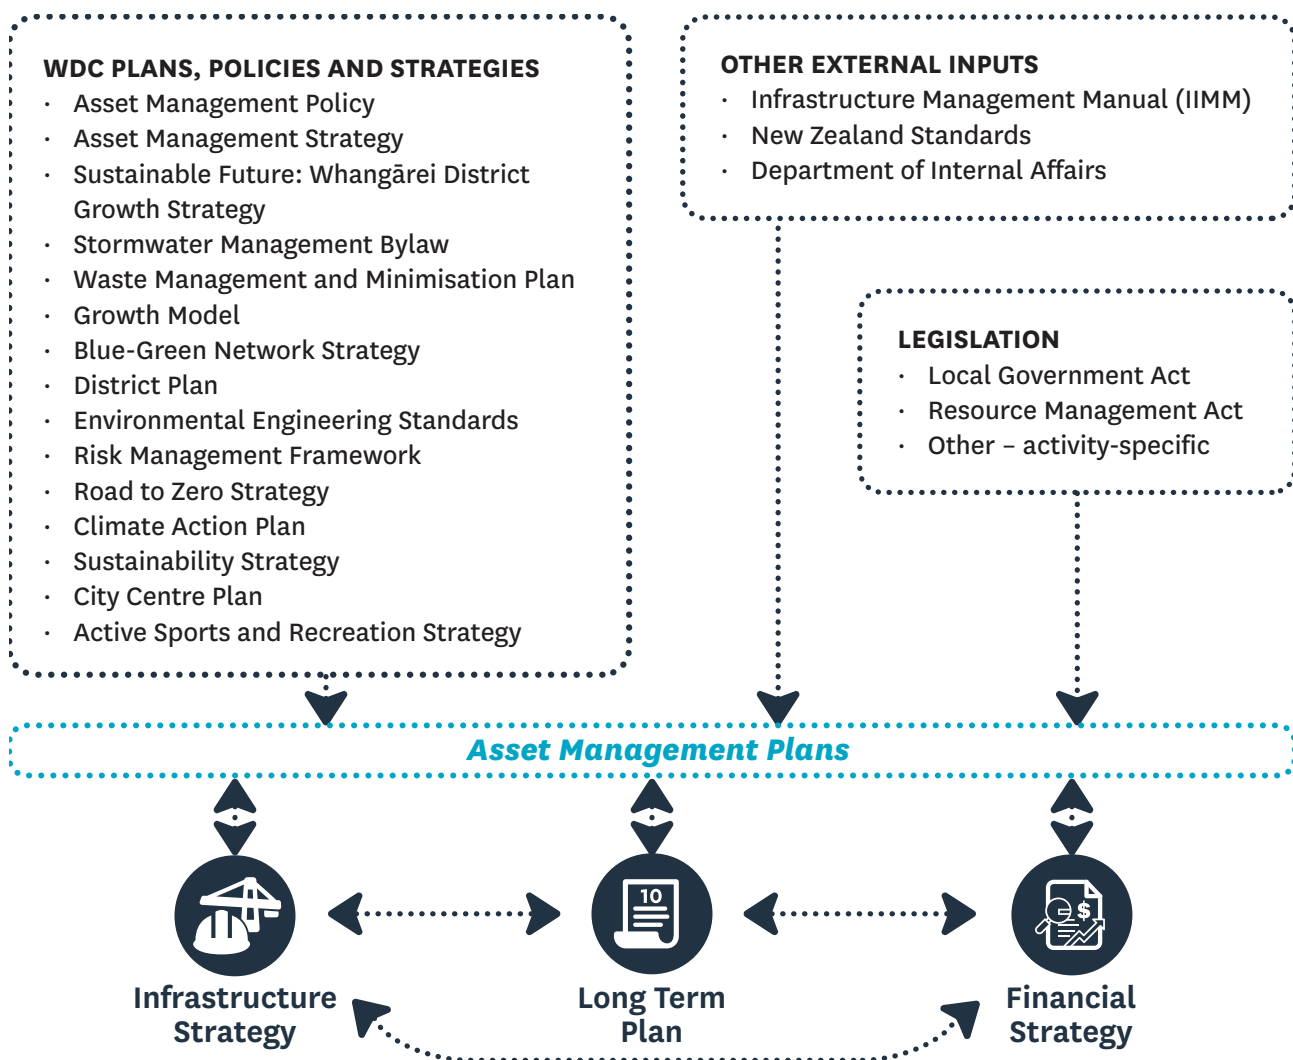 WDC PLANS, POLICIES AND STRATEGIES
· Asset Management Policy
· Asset Management Strategy
· Sustainable Future: Whangārei District
Growth Strategy
· Stormwater Management Bylaw
· Waste Management and Minimisation Plan
· Growth Model
· Blue-Green Network Strategy
· District Plan
· Environmental Engineering Standards
· Risk Management Framework
· Road to Zero Strategy
· Climate Action Plan
· Sustainability Strategy
· City Centre Plan
· Active Sports and Recreation Strategy
OTHER EXTERNAL INPUTS
· Infrastructure Management Manual (IIMM)
· New Zealand Standards
· Department of Internal Affairs
LEGISLATION
· Local Government Act
· Resource Management Act
· Other – activity-specific
Asset Management Plans
10
$
Infrastructure
Strategy
Long Term
Plan
Financial
Strategy